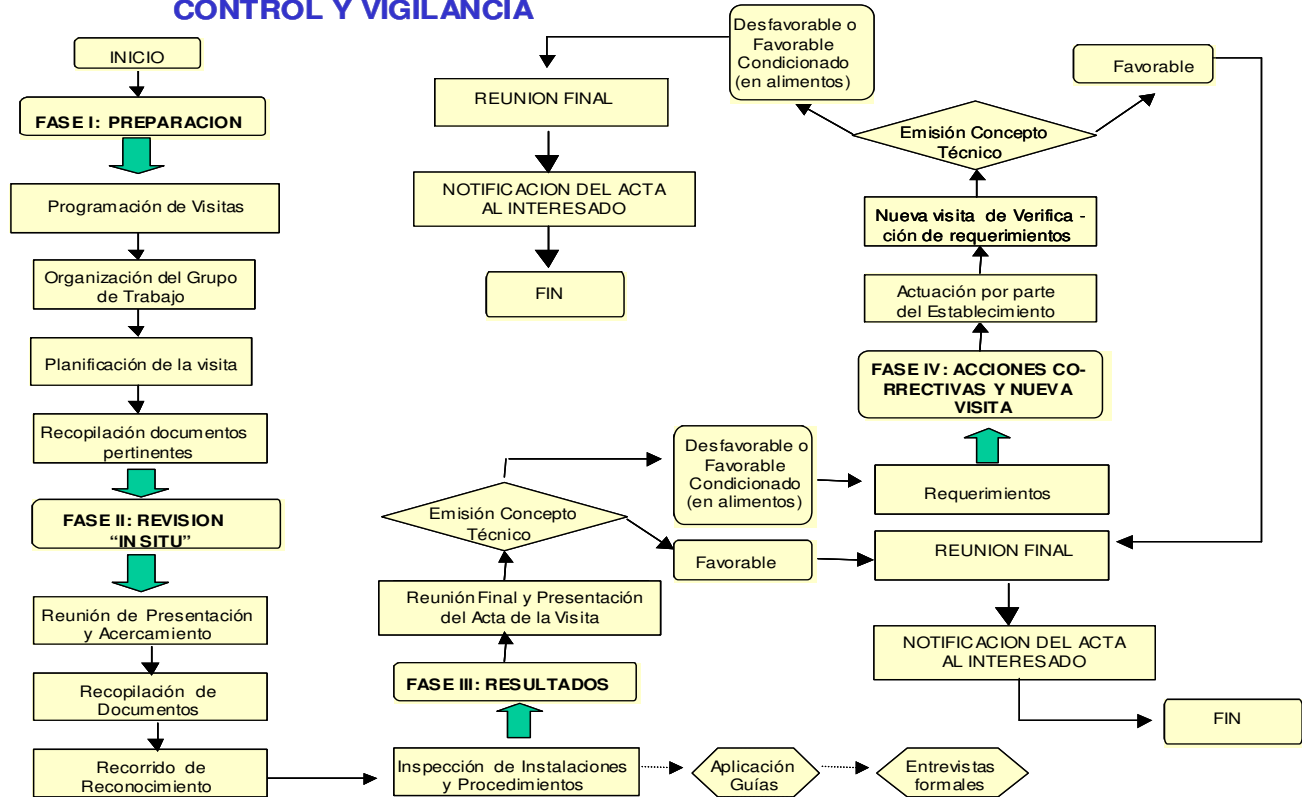 CONTROL Y VIGILANCIA
INICIO
FASE I: PREPARACION
Programación de Visitas
Organización del Grupo
de Trabajo
Planificación de la visita
Recopilación documentos
pertinentes
FASE II: REVISION
“IN SITU”
Reunión de Presentación
y Acercamiento
Recopilación de
Documentos
Recorrido de
Reconocimiento
Inspección de Instalaciones
y Procedimientos
Aplicación
Guías
Entrevistas
formales
FASE III: RESULTADOS
Reunión Final y Presentación
del Acta de la Visita
Emisión Concepto
Técnico
Desfavorable o
Favorable
Condicionado
(en alimentos)
Favorable
Requerimientos
FASE IV: ACCIONES CO-
RRECTIVAS Y NUEVA
VISITA
Actuación por parte
del Establecimiento
Nueva visita de Verifica -
ción de requerimientos
Emisión Concepto
Técnico
Desfavorable o
Favorable
Condicionado
(en alimentos)
Favorable
REUNION FINAL
NOTIFICACION DEL ACTA
AL INTERESADO
FIN
REUNION FINAL
NOTIFICACION DEL ACTA
AL INTERESADO
FIN